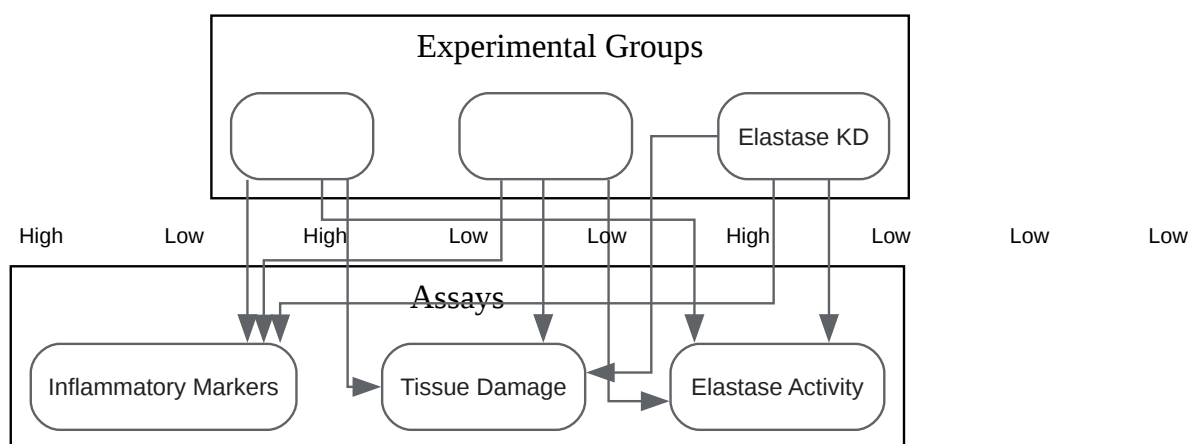 Experimental Groups
Elastase KD
High Low High Low Low High Low Low Low
Assays
Inflammatory Markers Tissue Damage Elastase Activity